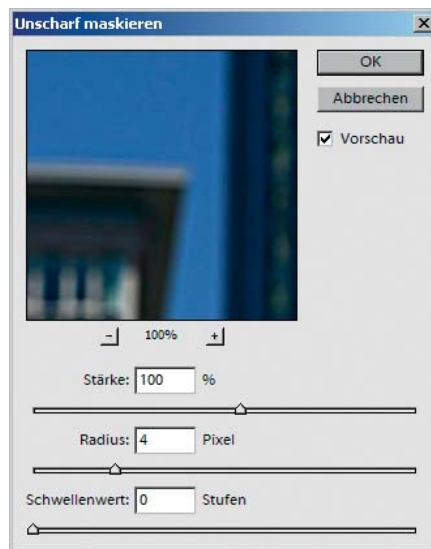 Unscharf maskieren
OK
Abbrechen
Vorschau
100%
Stärke: 100 %
Radius: 4 Pixel
Schwellenwert: 0 Stufen